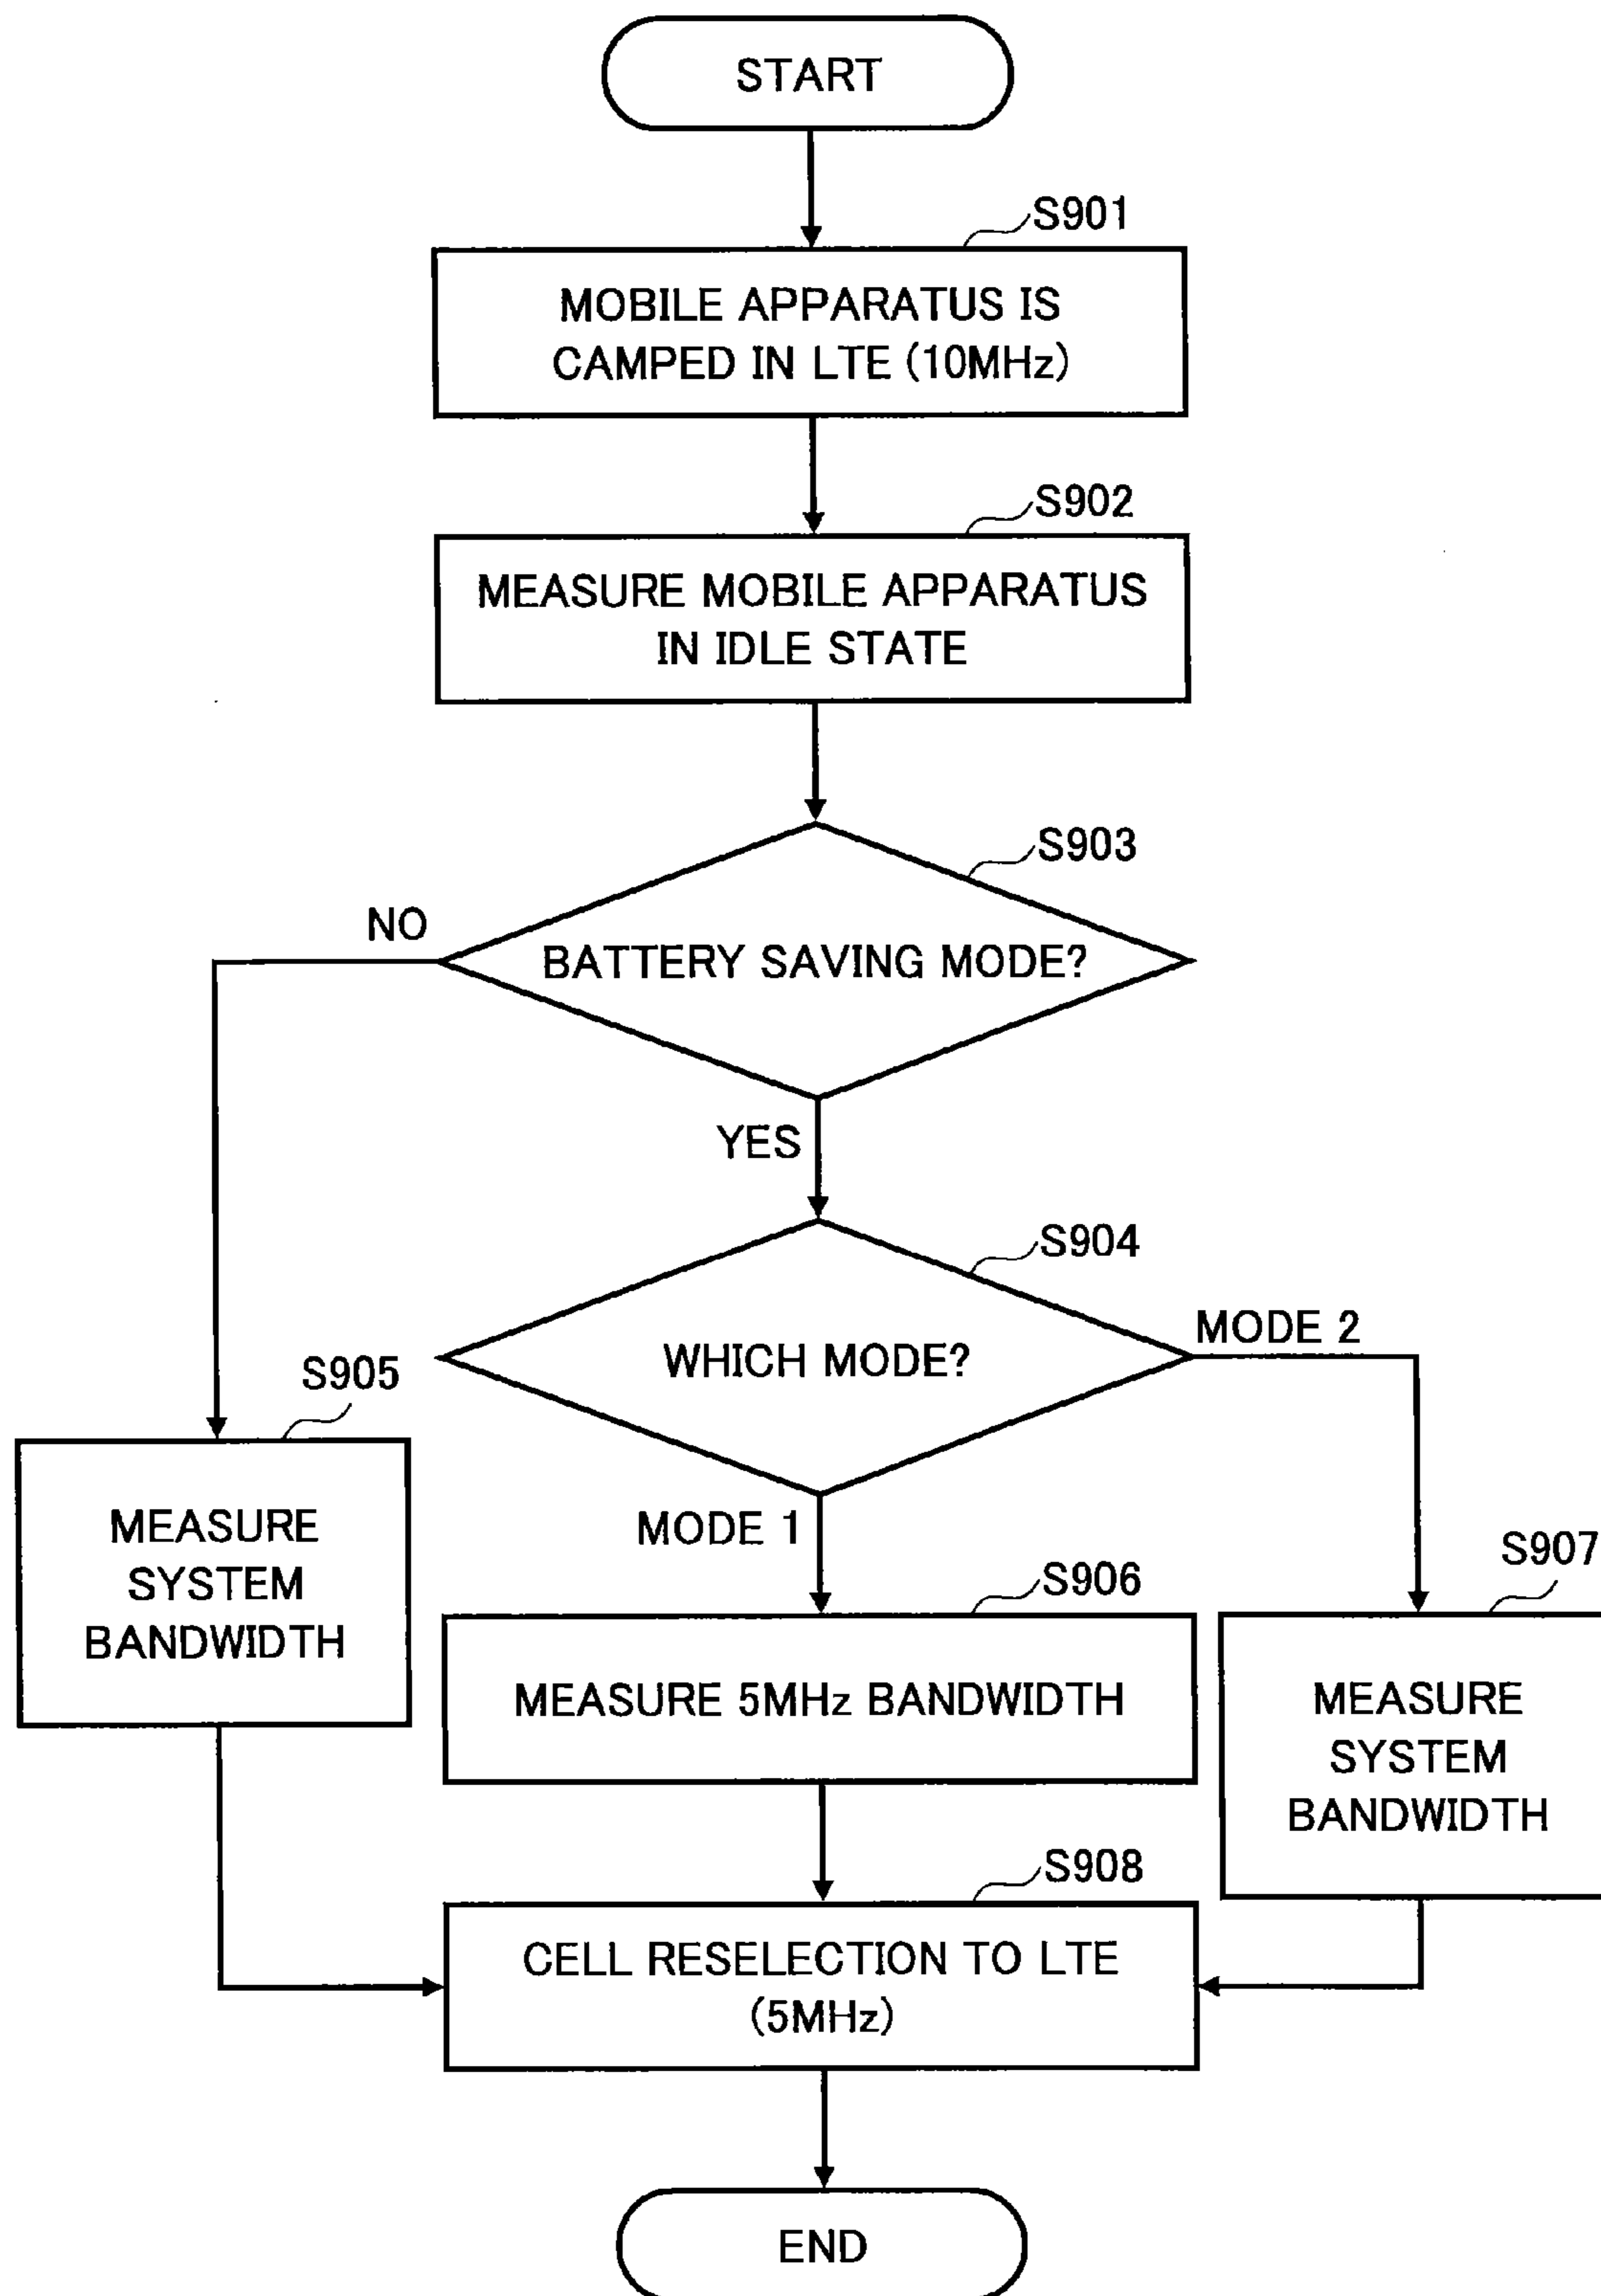 START
S901
MOBILE APPARATUS IS
CAMPED IN LTE (10MHz)
S902
MEASURE MOBILE APPARATUS
IN IDLE STATE
S903
NO
BATTERY SAVING MODE?
YES
S904
MODE 2
WHICH MODE?
S905
MODE 1
MEASURE
SYSTEM
BANDWIDTH
S906
S907
MEASURE 5MHz BANDWIDTH
MEASURE
SYSTEM
BANDWIDTH
S908
CELL RESELECTION TO LTE
(5MHz)
END